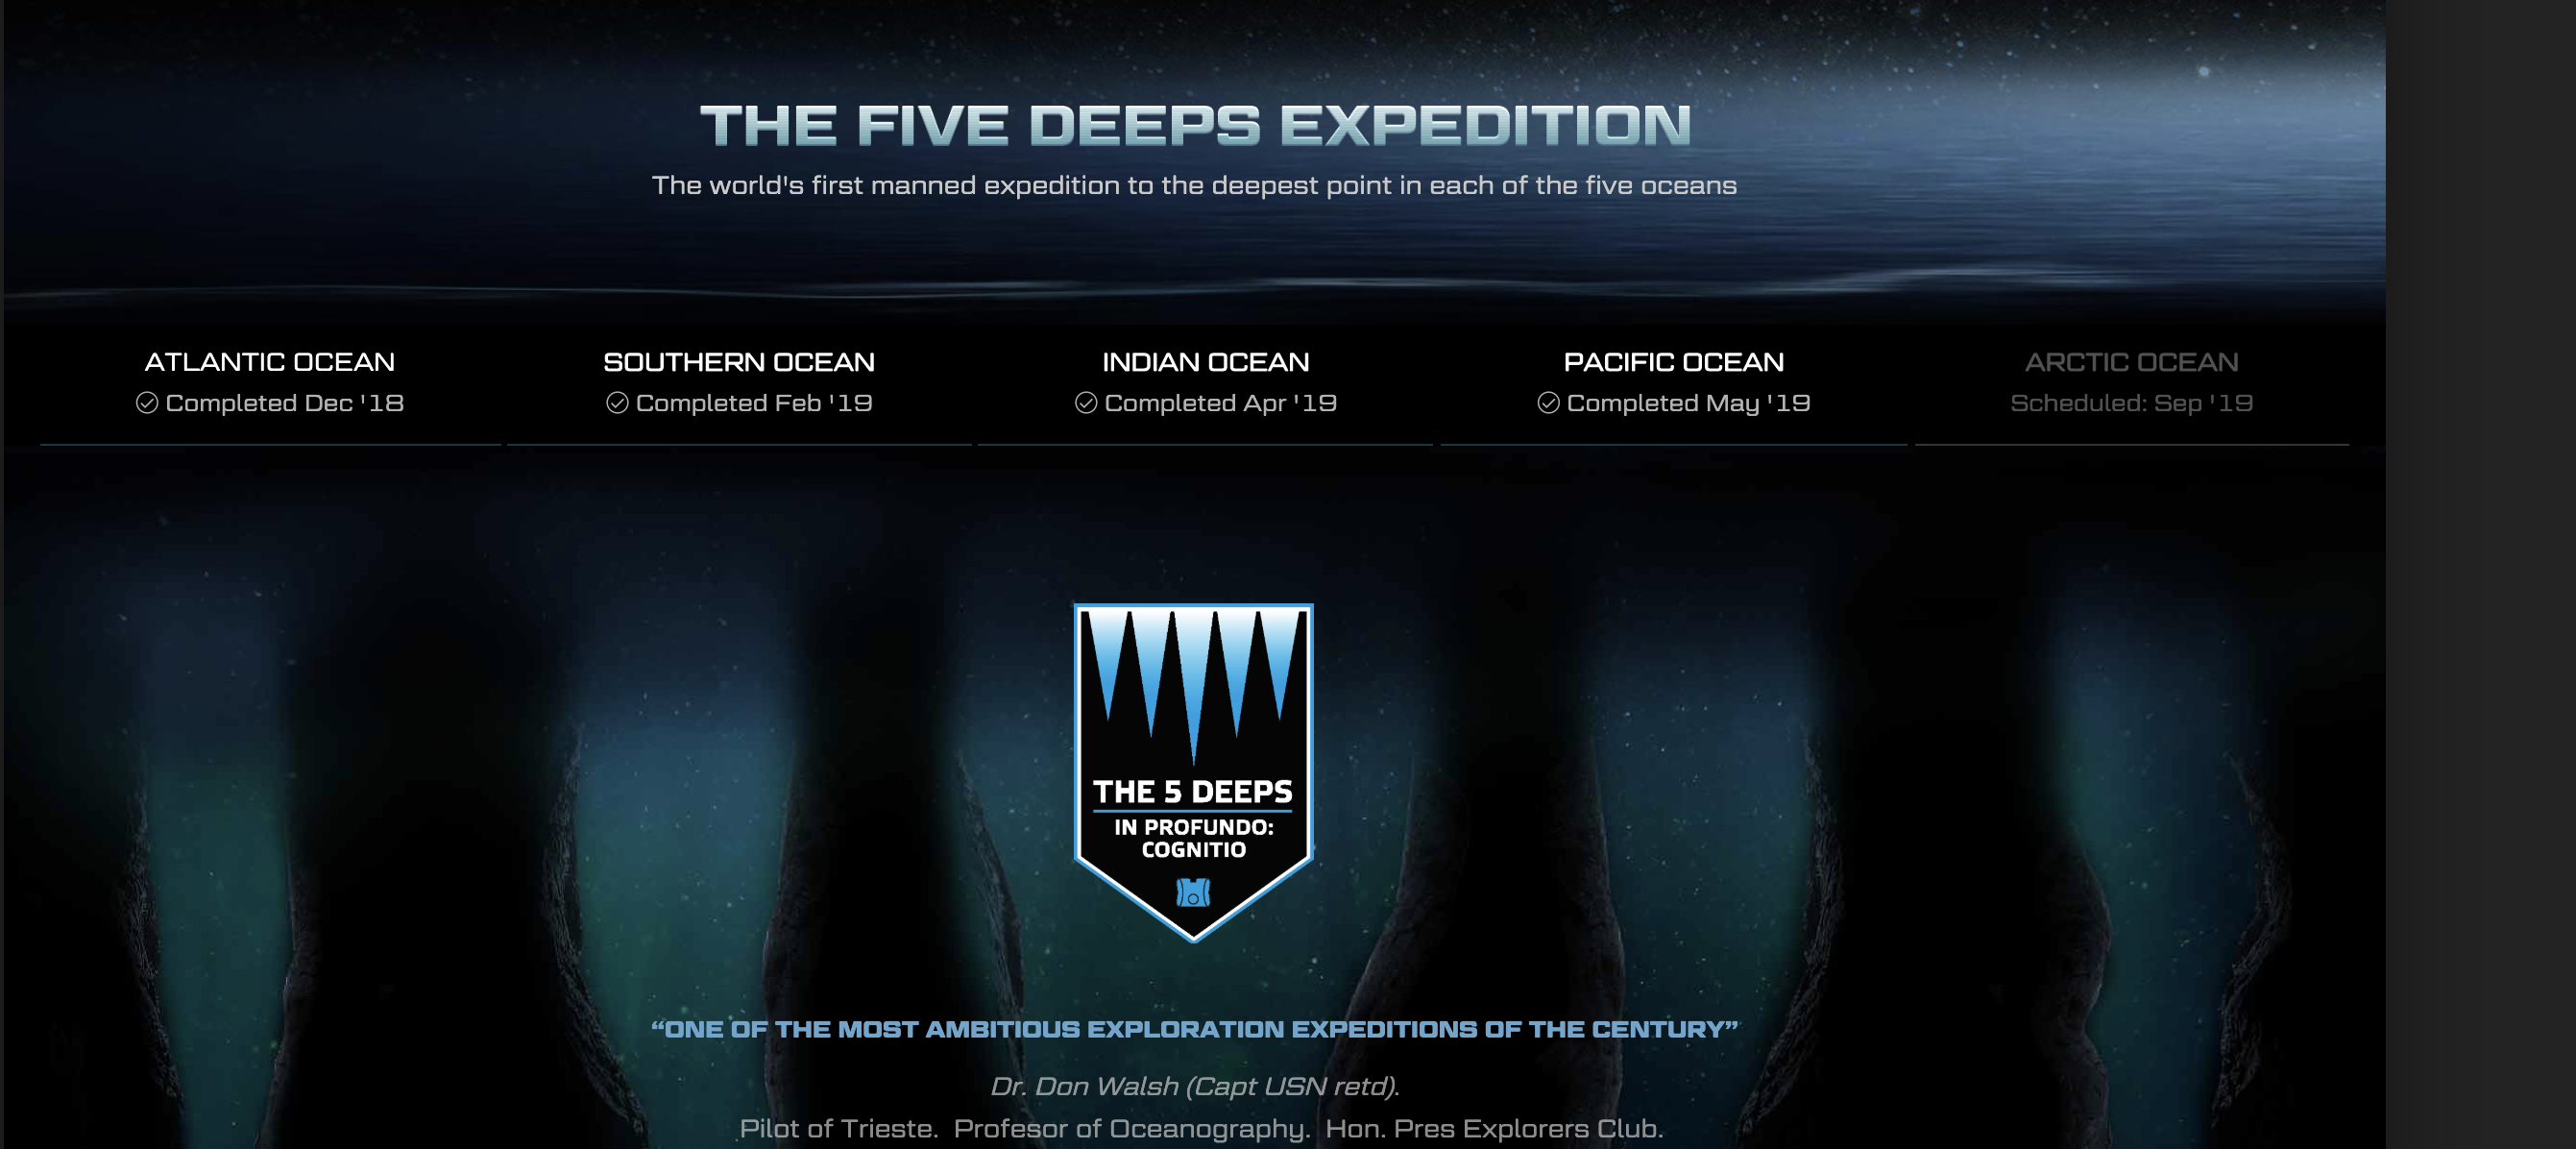 THE FIVE DEEPS EXPEDITION
The world's first manned expedition to the deepest point in each of the five oceans
ATLANTIC OCEAN
Completed Dec '18
SOUTHERN OCEAN
Completed Feb '19
INDIAN OCEAN
Completed Apr '19
PACIFIC OCEAN
Completed May '19
ARCTIC OCEAN
Scheduled: Sep '19
THE 5 DEEPS
IN PROFUNDO:
COGNITIO
“ONE OF THE MOST AMBITIOUS EXPLORATION EXPEDITIONS OF THE CENTURY”
Dr. Don Walsh (Capt USN retd).
Pilot of Trieste.  Profesor of Oceanography.  Hon. Pres Explorers Club.